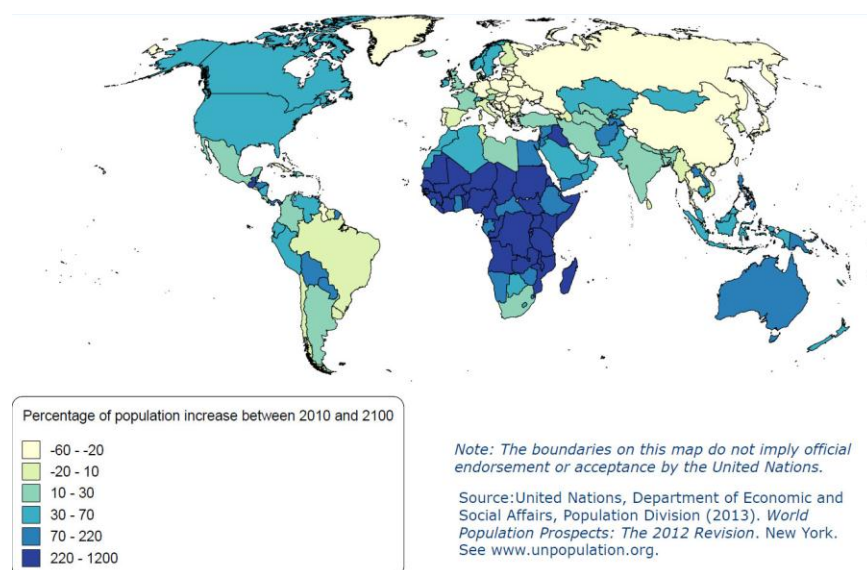 Percentage of population increase between 2010 and 2100
-60 - -20
-20 - 10
10 - 30
30 - 70
70 - 220
220 - 1200
Note: The boundaries on this map do not imply official
endorsement or acceptance by the United Nations.
Source:United Nations, Department of Economic and
Social Affairs, Population Division (2013). World
Population Prospects: The 2012 Revision. New York.
See www.unpopulation.org.